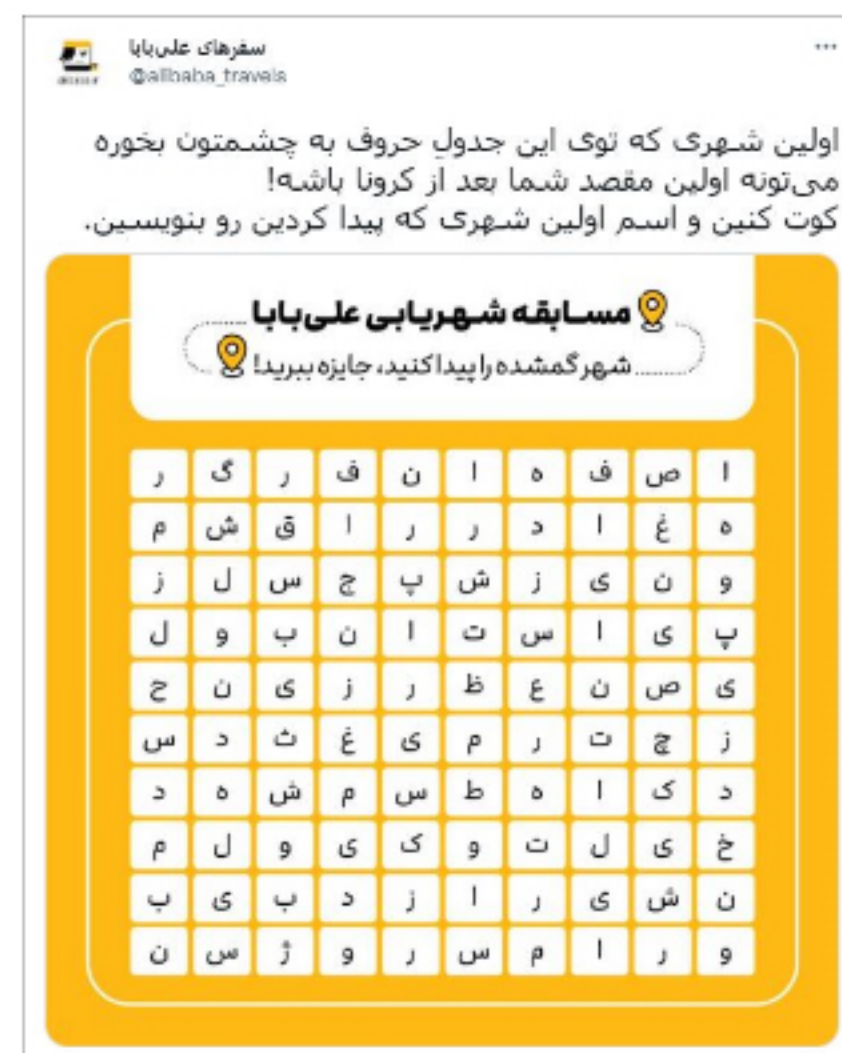 سفرهای علی‌بابا
@alibaba_travels
اولین شهری که توی این جدولِ حروف به چشمتون بخوره
می‌تونه اولین مقصد شما بعد از کرونا باشه!
کوت کنین و اسم اولین شهری که پیدا کردین رو بنویسین.
مسابقه شهریابی علی‌بابا
شهر گمشده را پیدا کنید، جایزه ببرید!
ا ص ف ه ا ن ف ر گ ر
ه غ ا د ر ر ا ق ش م
و ن ی ز ش پ ج س ل ز
پ ی ا س ت ا ن ب و ل
ی ص ن ع ظ ر ز ی ن ح
ز چ ت ر م ی غ ث د س
د ک ا ه ط س م ش ه د
خ ی ل ت و ک ی و ل م
ن ش ی ر ا ز د ب ی ب
و ر ا م س ر و ژ س ن